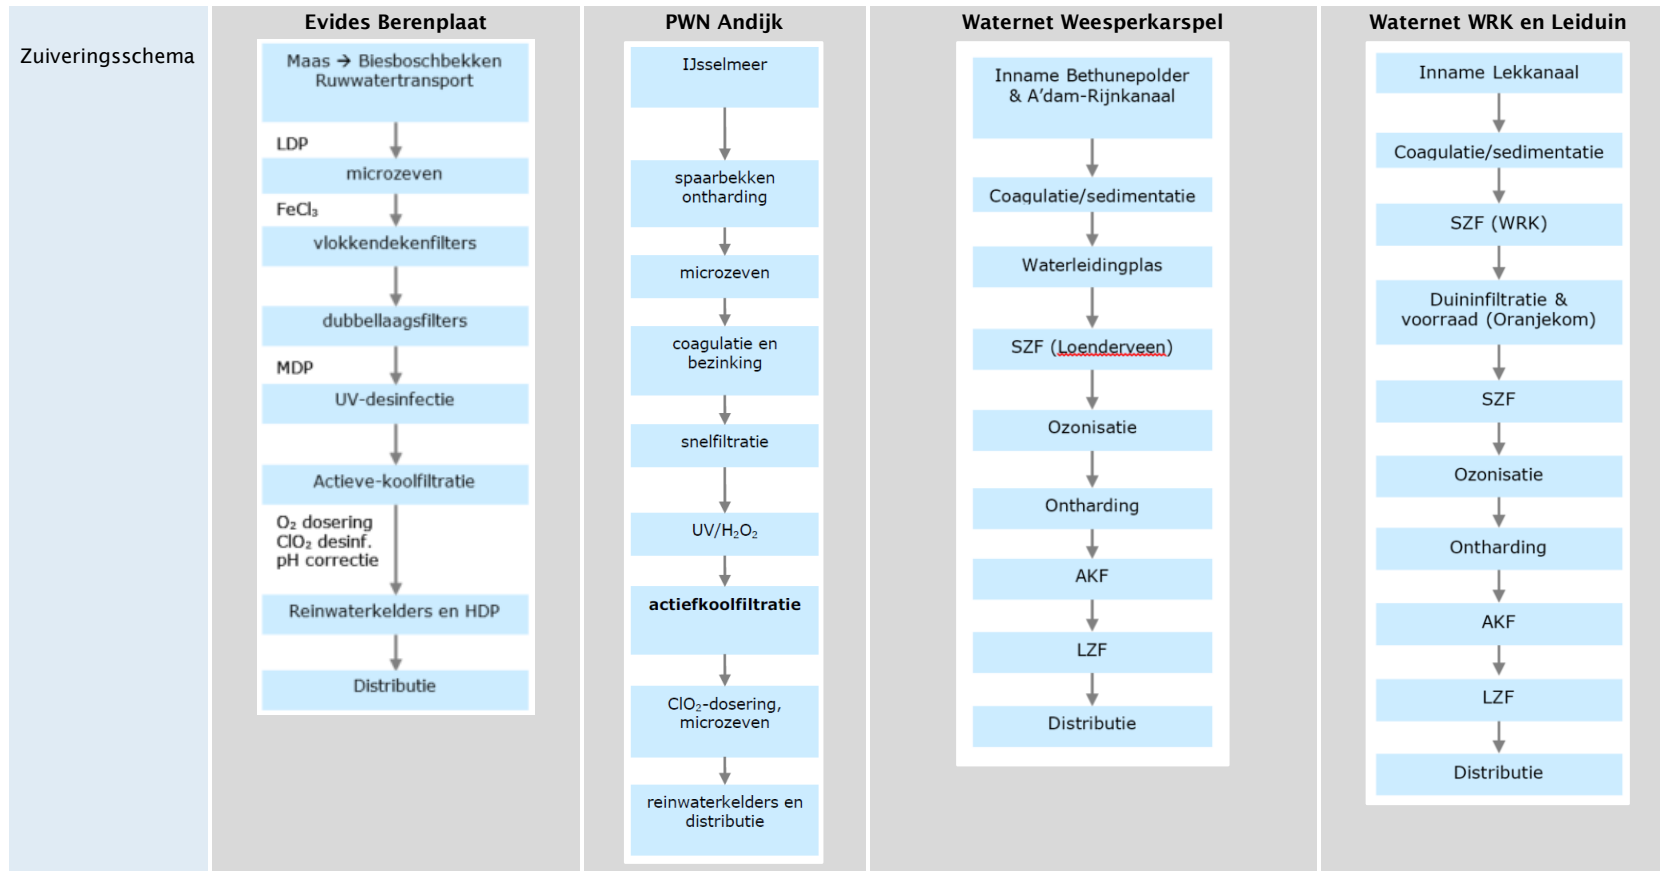 Zuiveringsschema
Evides Berenplaat
Maas → Biesboschbekken
Ruwwatertransport
LDP
microzeven
FeCl₃
vlokkendekenfilters
dubbellaagsfilters
MDP
UV-desinfectie
Actieve-koolfiltratie
O₂ dosering
ClO₂ desinf.
pH correctie
Reinwaterkelders en HDP
Distributie
PWN Andijk
IJsselmeer
spaarbekken
ontharding
microzeven
coagulatie en
bezinking
snelfiltratie
UV/H₂O₂
actiefkoolfiltratie
ClO₂-dosering,
microzeven
reinwaterkelders en
distributie
Waternet Weesperkarspel
Inname Bethunepolder
& A'dam-Rijnkanaal
Coagulatie/sedimentatie
Waterleidingplas
SZF (Loenderveen)
Ozonisatie
Ontharding
AKF
LZF
Distributie
Waternet WRK en Leiduin
Inname Lekkanaal
Coagulatie/sedimentatie
SZF (WRK)
Duininfiltratie &
voorraad (Oranjekom)
SZF
Ozonisatie
Ontharding
AKF
LZF
Distributie